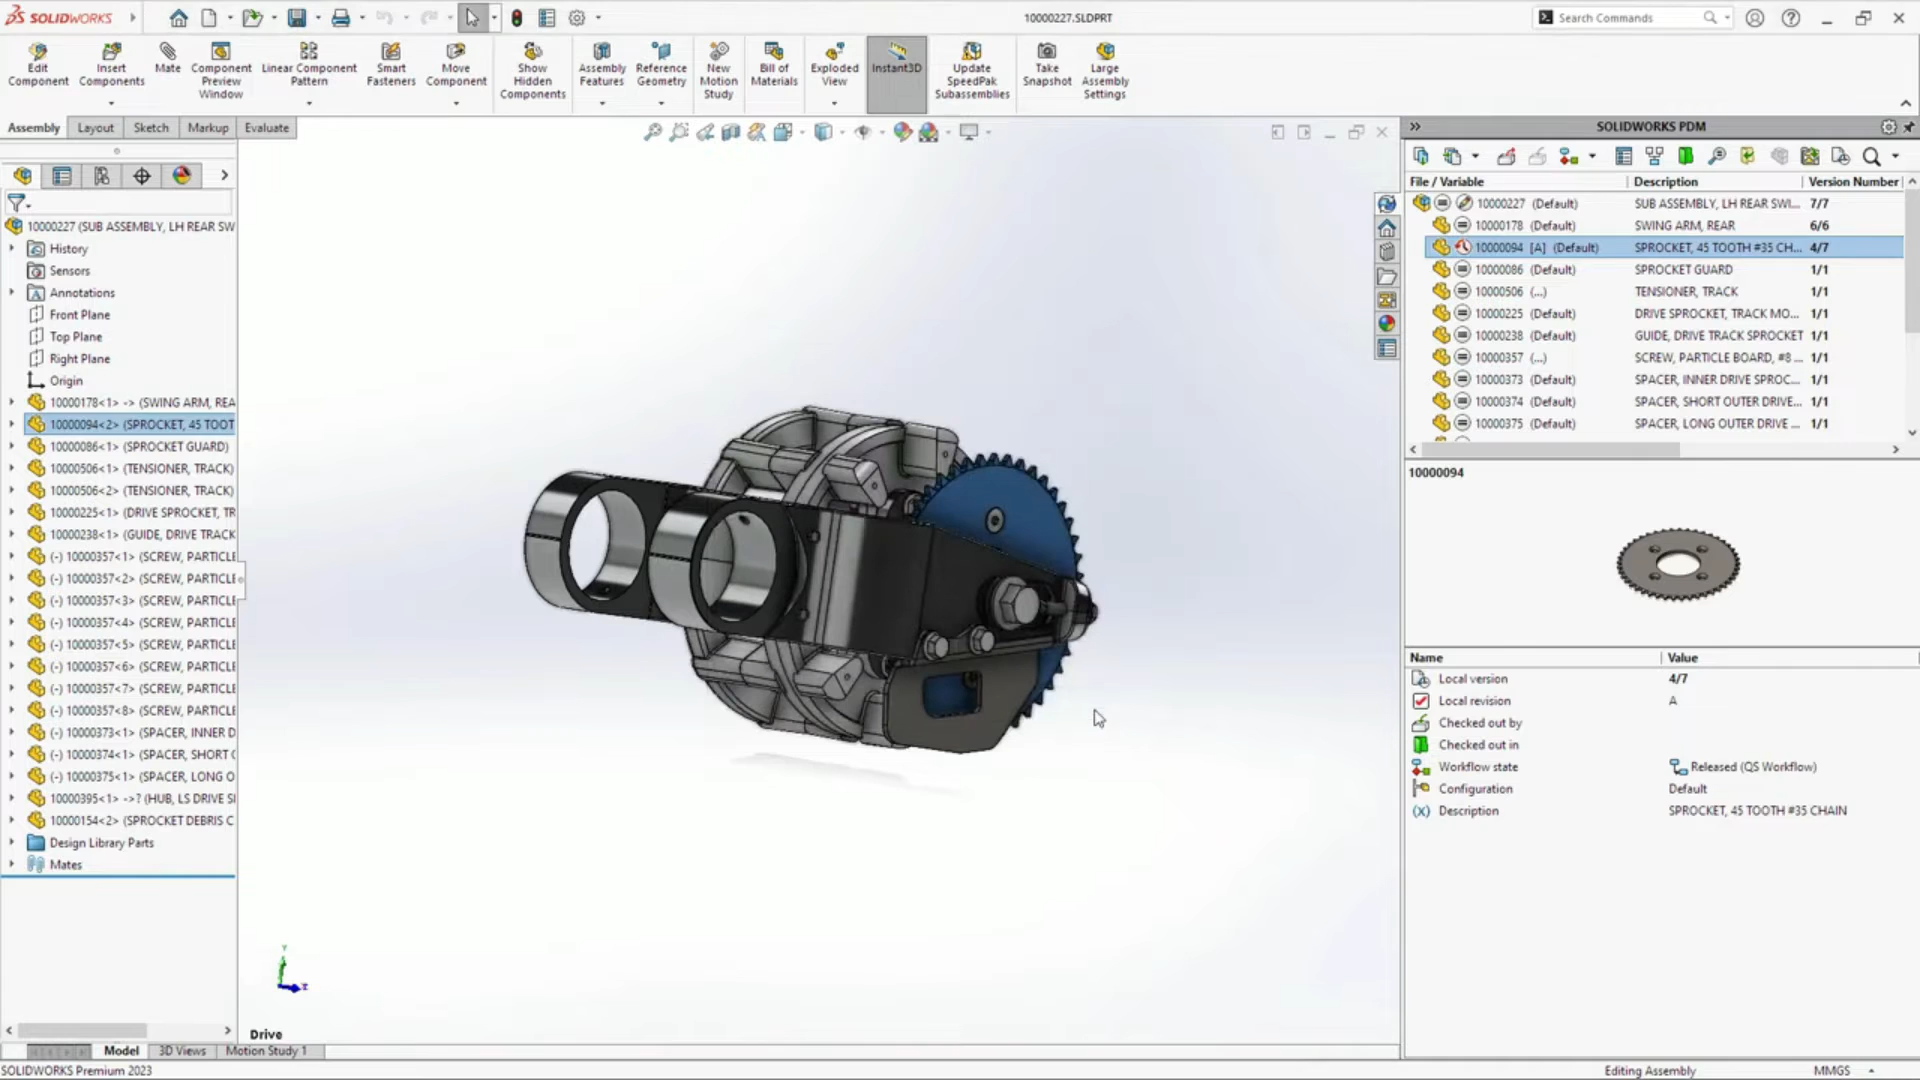 SOLIDWORKS
10000227.SLDPRT
Search Commands
Edit Component
Insert Components
Mate
Component Preview Window
Linear Component Pattern
Smart Fasteners
Move Component
Show Hidden Components
Assembly Features
Reference Geometry
New Motion Study
Bill of Materials
Exploded View
Instant3D
Update SpeedPak Subassemblies
Take Snapshot
Large Assembly Settings
Assembly Layout Sketch Markup Evaluate
10000227 (SUB ASSEMBLY, LH REAR SW
History
Sensors
Annotations
Front Plane
Top Plane
Right Plane
Origin
10000178<1> -> (SWING ARM, REA
10000094<2> (SPROCKET, 45 TOOT
10000086<1> (SPROCKET GUARD)
10000506<1> (TENSIONER, TRACK)
10000506<2> (TENSIONER, TRACK)
10000225<1> (DRIVE SPROCKET, TR
10000238<1> (GUIDE, DRIVE TRACK
(-) 10000357<1> (SCREW, PARTICLE
(-) 10000357<2> (SCREW, PARTICLE
(-) 10000357<3> (SCREW, PARTICLE
(-) 10000357<4> (SCREW, PARTICLE
(-) 10000357<5> (SCREW, PARTICLE
(-) 10000357<6> (SCREW, PARTICLE
(-) 10000357<7> (SCREW, PARTICLE
(-) 10000357<8> (SCREW, PARTICLE
(-) 10000373<1> (SPACER, INNER D
(-) 10000374<1> (SPACER, SHORT O
(-) 10000375<1> (SPACER, LONG O
10000395<1> ->? (HUB, LS DRIVE S
10000154<2> (SPROCKET DEBRIS C
Design Library Parts
Mates
Drive
Model 3D Views Motion Study 1
SOLIDWORKS Premium 2023
SOLIDWORKS PDM
File / Variable Description Version Number
10000227 (Default) SUB ASSEMBLY, LH REAR SWI... 7/7
10000178 (Default) SWING ARM, REAR 6/6
10000094 [A] (Default) SPROCKET, 45 TOOTH #35 CH... 4/7
10000086 (Default) SPROCKET GUARD 1/1
10000506 (...) TENSIONER, TRACK 1/1
10000225 (Default) DRIVE SPROCKET, TRACK MO... 1/1
10000238 (Default) GUIDE, DRIVE TRACK SPROCKET 1/1
10000357 (...) SCREW, PARTICLE BOARD, #8 ... 1/1
10000373 (Default) SPACER, INNER DRIVE SPROC... 1/1
10000374 (Default) SPACER, SHORT OUTER DRIVE... 1/1
10000375 (Default) SPACER, LONG OUTER DRIVE ... 1/1
10000094
Name Value
Local version 4/7
Local revision A
Checked out by
Checked out in
Workflow state Released (QS Workflow)
Configuration Default
Description SPROCKET, 45 TOOTH #35 CHAIN
Editing Assembly MMGS